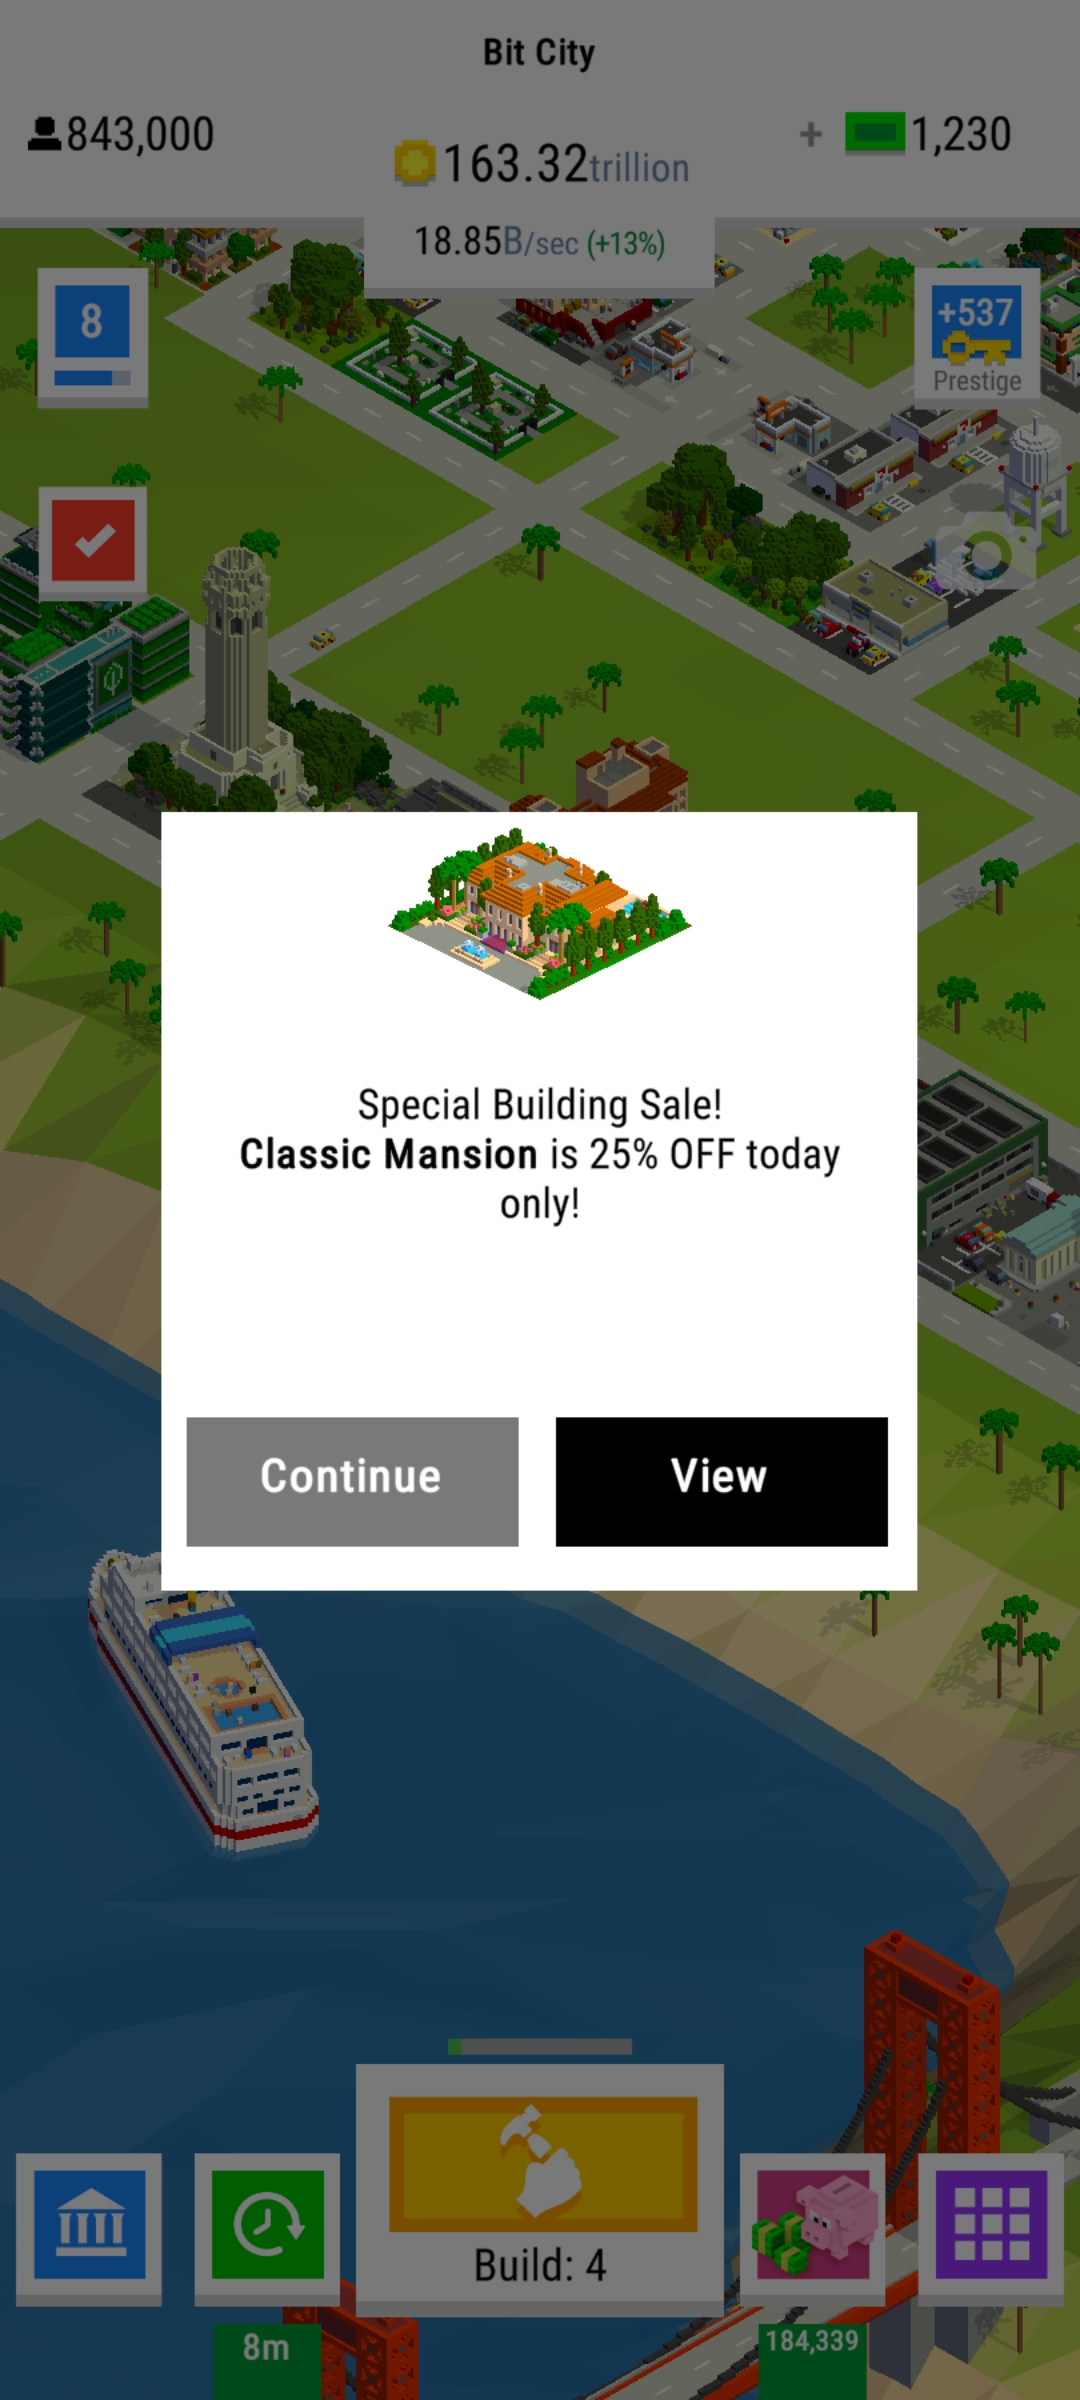 Bit City
843,000
163.32trillion
+ 1,230
18.85B/sec (+13%)
8
+537
Prestige
Special Building Sale!
Classic Mansion is 25% OFF today
only!
Continue
View
Build: 4
8m
184,339